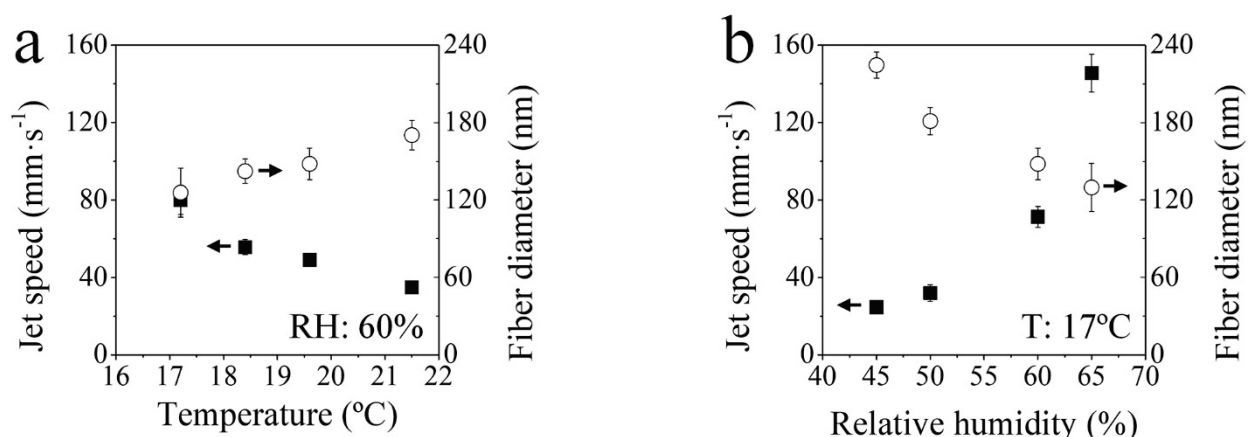 a
160
120
80
40
0
240
180
120
60
0
16 17 18 19 20 21 22
Jet speed (mm·s⁻¹)
Fiber diameter (nm)
RH: 60%
Temperature (ºC)
b
160
120
80
40
0
240
180
120
60
0
40 45 50 55 60 65 70
Jet speed (mm·s⁻¹)
Fiber diameter (nm)
T: 17ºC
Relative humidity (%)